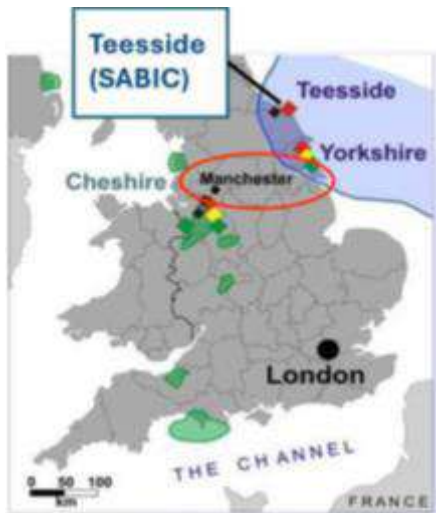 Teesside
(SABIC)
Teesside
Yorkshire
Cheshire
Manchester
London
THE CHANNEL
0 50 100
km
FRANCE